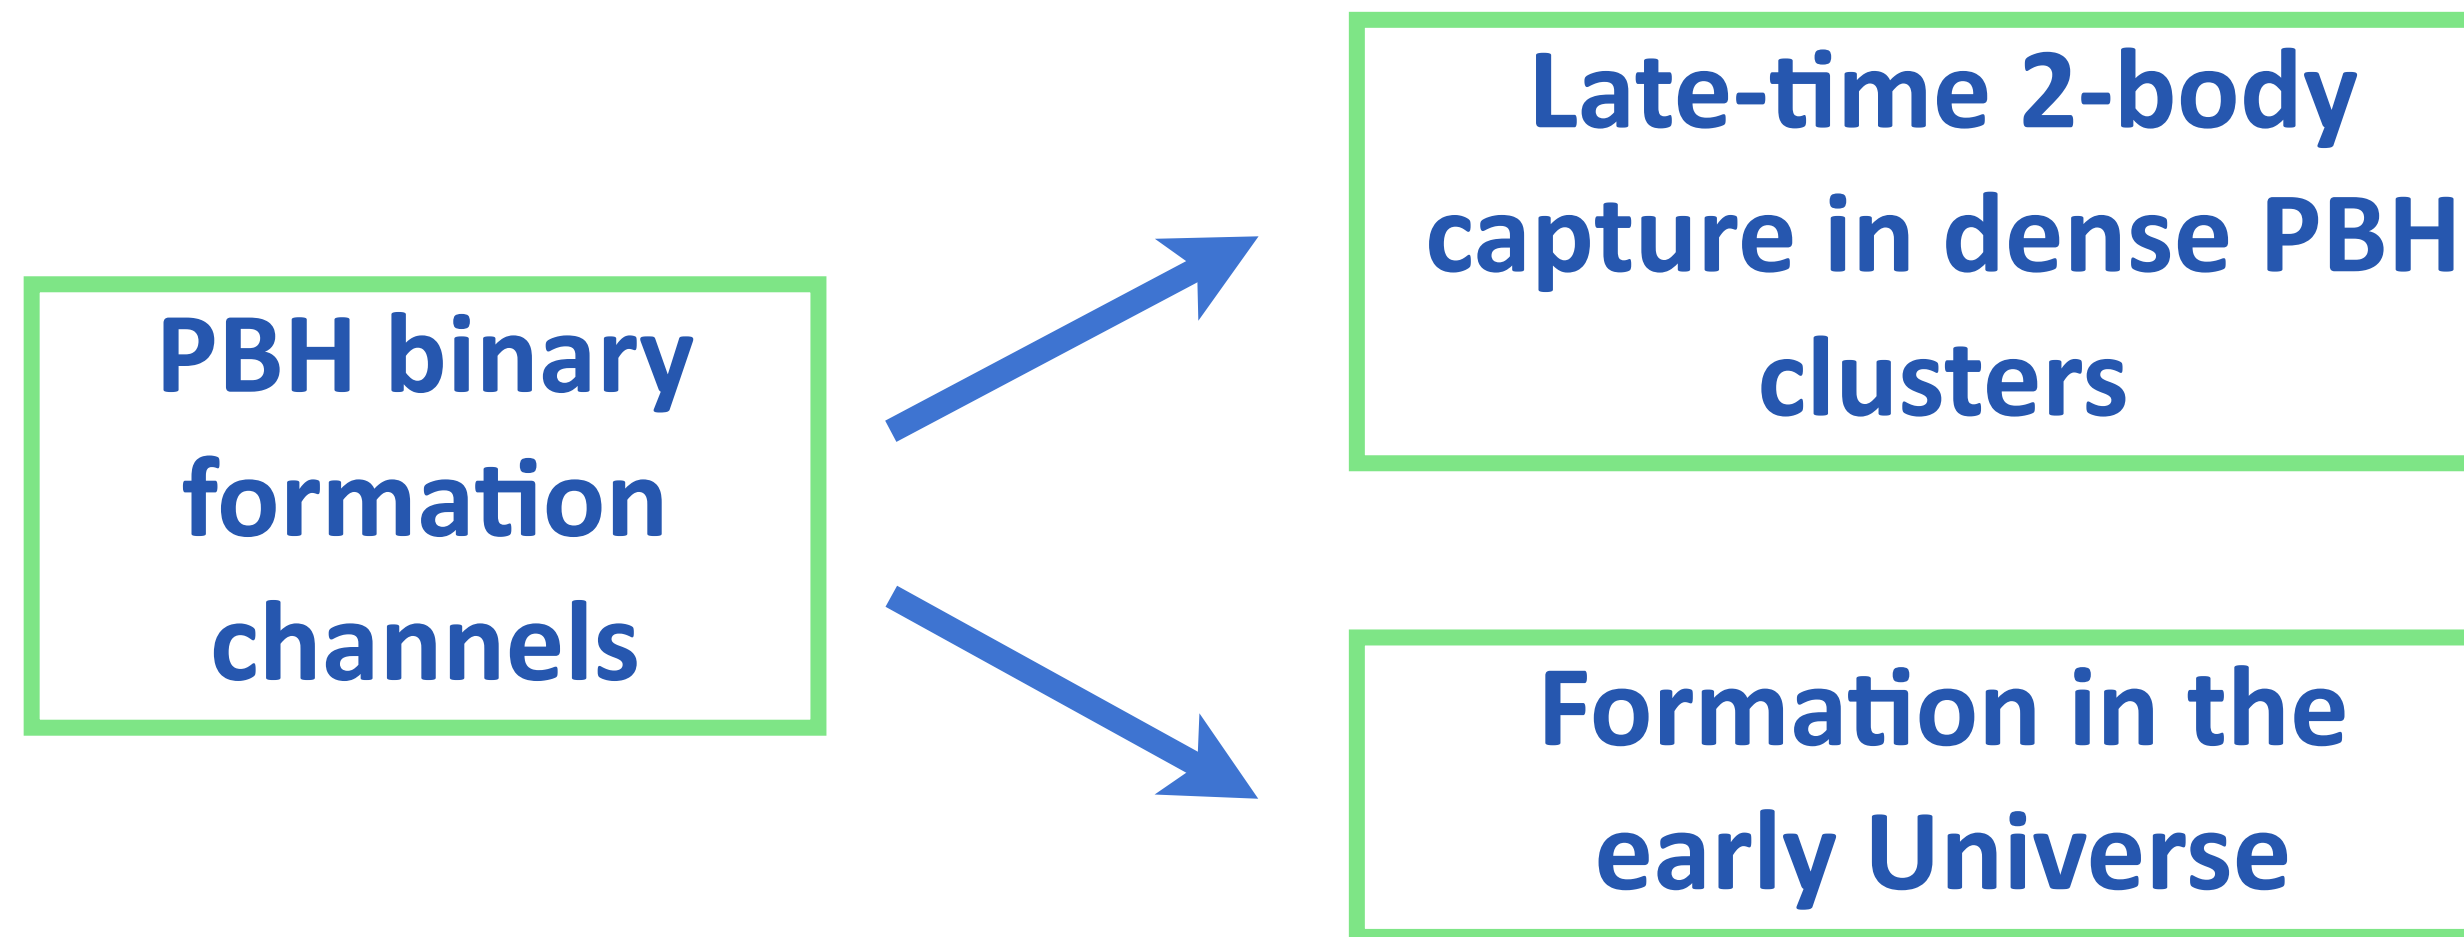 PBH binary
formation
channels
Late-time 2-body
capture in dense PBH
clusters
Formation in the
early Universe